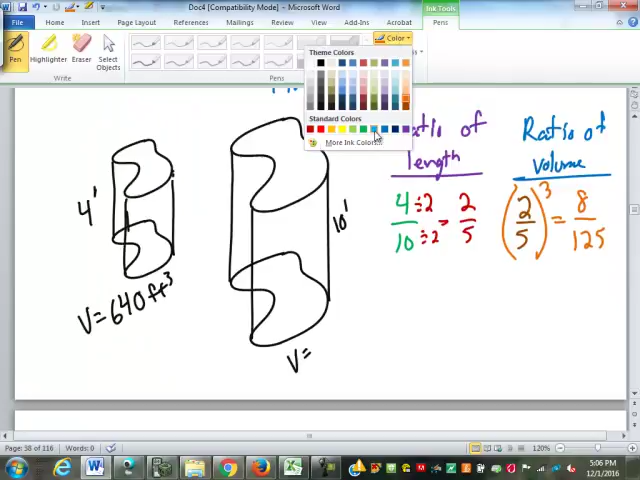 Doc4 [Compatibility Mode] - Microsoft Word
Ink Tools
File Home Insert Page Layout References Mailings Review View Add-Ins Acrobat Pens
Pen Highlighter Eraser Select Objects
Color
Write
Pens
Theme Colors
Standard Colors
More Ink Colors...
Ratio of length
Ratio of volume
4'
10'
4/10 ÷2/÷2 = 2/5
(2/5)³ = 8/125
V=640ft³
V=
Page: 38 of 116 Words: 0
120%
5:06 PM
12/1/2016